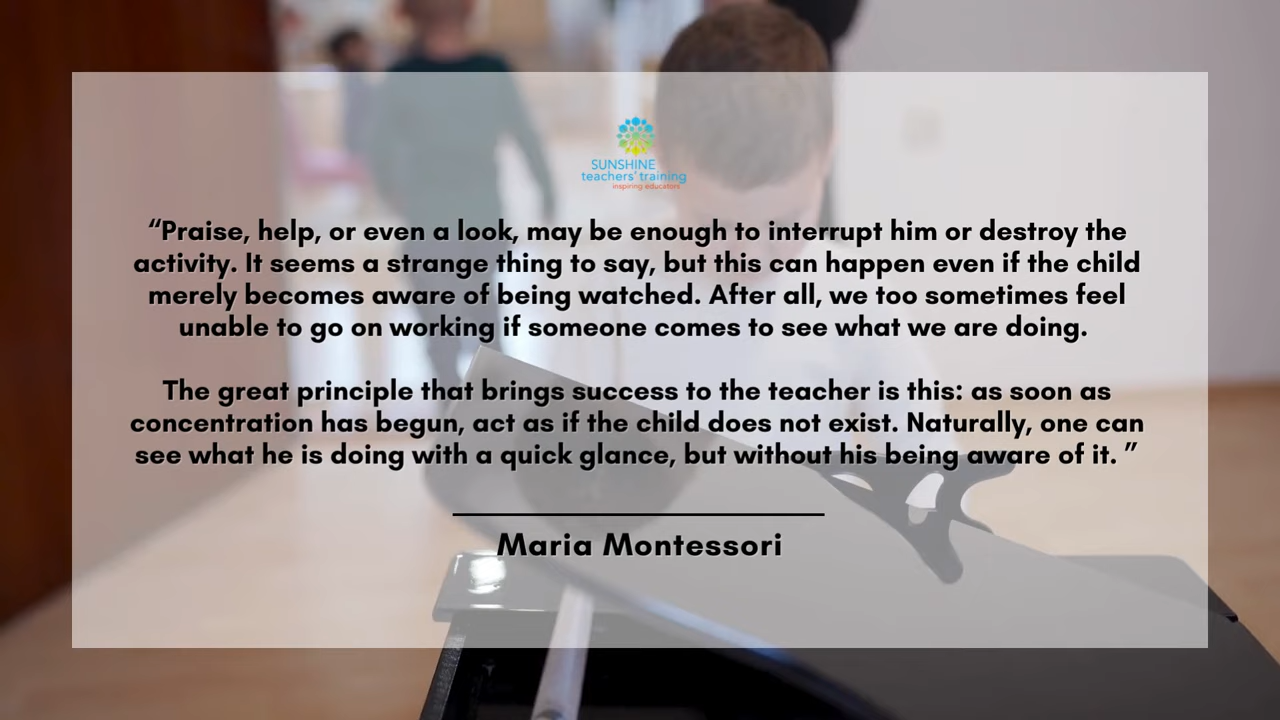 SUNSHINE
teachers' training
inspiring educators
“Praise, help, or even a look, may be enough to interrupt him or destroy the
activity. It seems a strange thing to say, but this can happen even if the child
merely becomes aware of being watched. After all, we too sometimes feel
unable to go on working if someone comes to see what we are doing.
The great principle that brings success to the teacher is this: as soon as
concentration has begun, act as if the child does not exist. Naturally, one can
see what he is doing with a quick glance, but without his being aware of it. ”
Maria Montessori